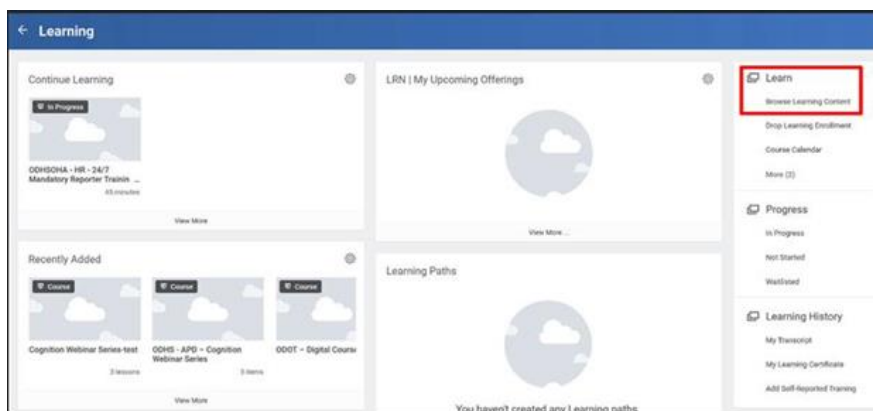 Learning
Continue Learning
In Progress
ODHSOHA - HR - 24/7
Mandatory Reporter Trainin ...
45 minutes
View More
LRN | My Upcoming Offerings
View More ...
Recently Added
Course
Course
Course
Cognition Webinar Series-test
3 lessons
ODHS - APD – Cognition
Webinar Series
5 items
ODOT – Digital Course
View More
Learning Paths
You haven't created any Learning paths
Learn
Browse Learning Content
Drop Learning Enrollment
Course Calendar
More (2)
Progress
In Progress
Not Started
Waitlisted
Learning History
My Transcript
My Learning Certificate
Add Self-Reported Training